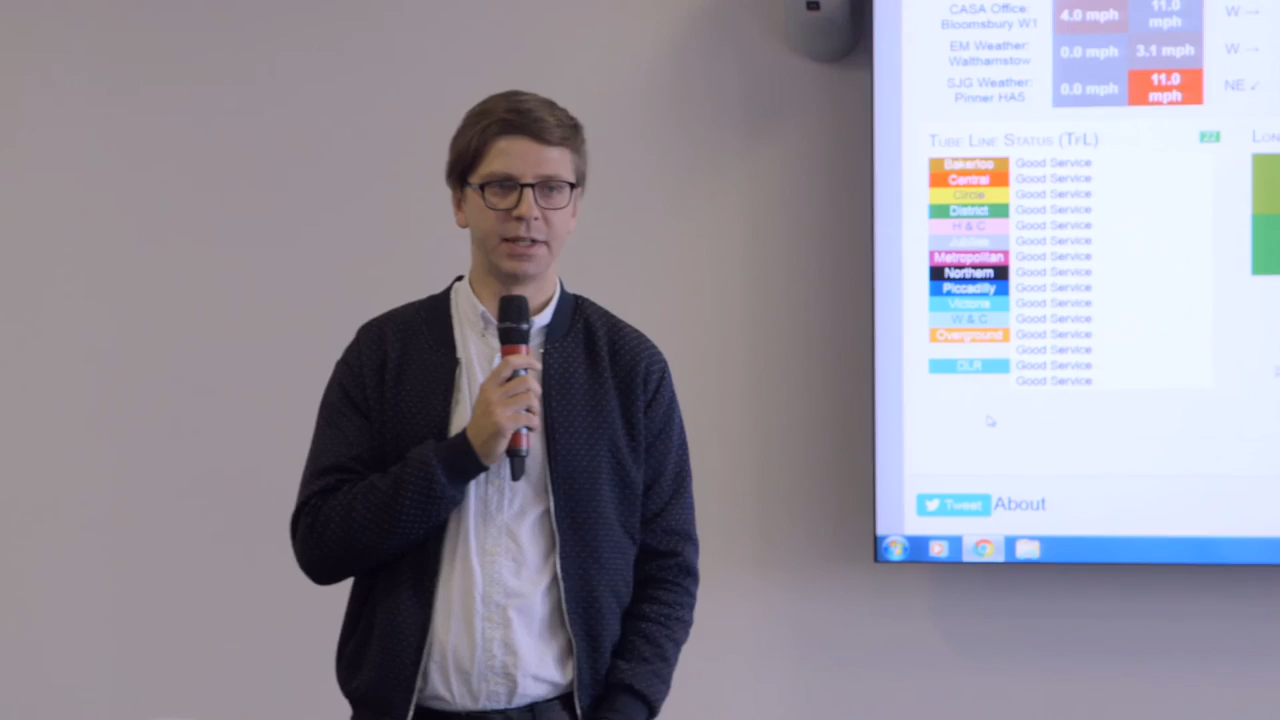 CASA Office:
Bloomsbury W1
4.0 mph
11.0
mph
W →
EM Weather:
Walthamstow
0.0 mph
3.1 mph
W →
SJG Weather:
Pinner HA5
0.0 mph
11.0
mph
NE ↙
Tube Line Status (TfL)
22
Lon
Bakerloo Good Service
Central Good Service
Circle Good Service
District Good Service
H & C Good Service
Jubilee Good Service
Metropolitan Good Service
Northern Good Service
Piccadilly Good Service
Victoria Good Service
W & C Good Service
Overground Good Service
Good Service
DLR Good Service
Good Service
Tweet About